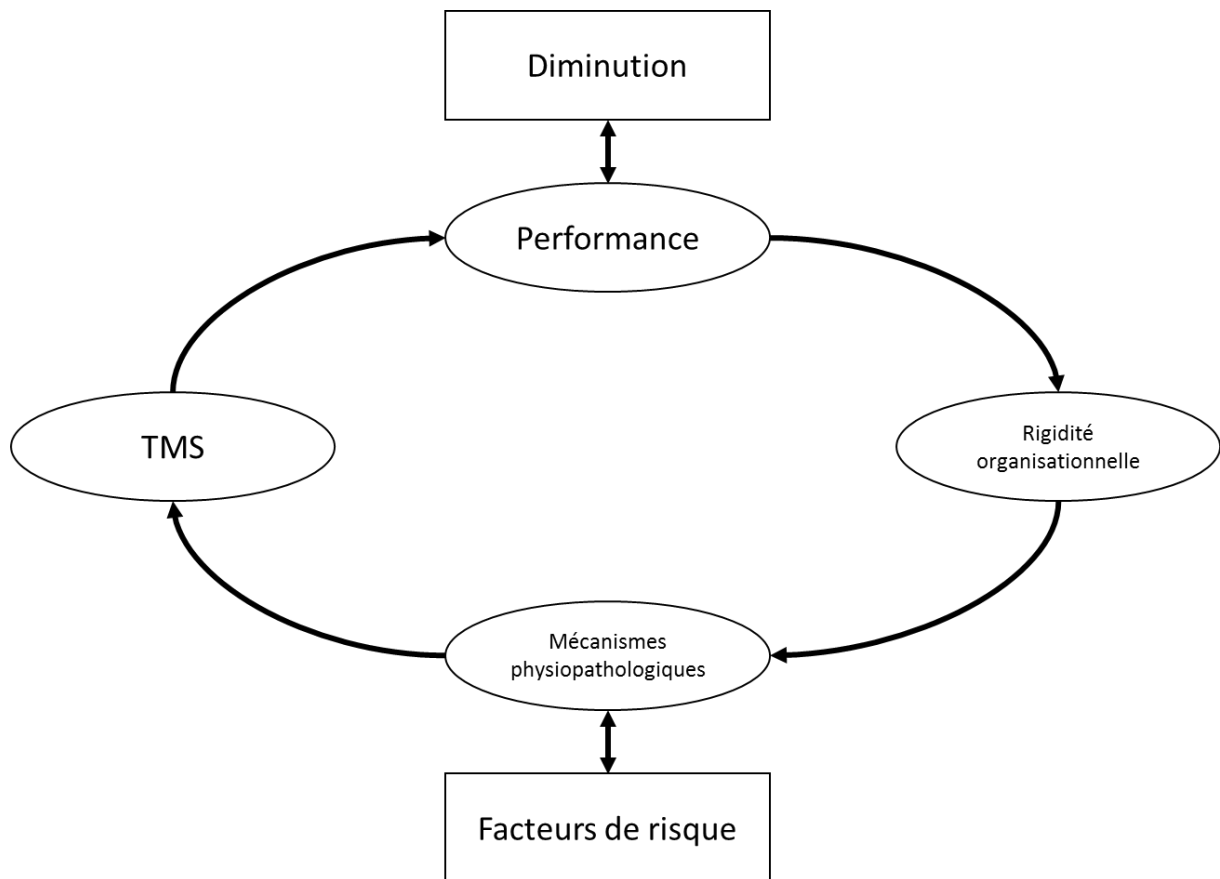 Diminution
Performance
TMS
Rigidité
organisationnelle
Mécanismes
physiopathologiques
Facteurs de risque